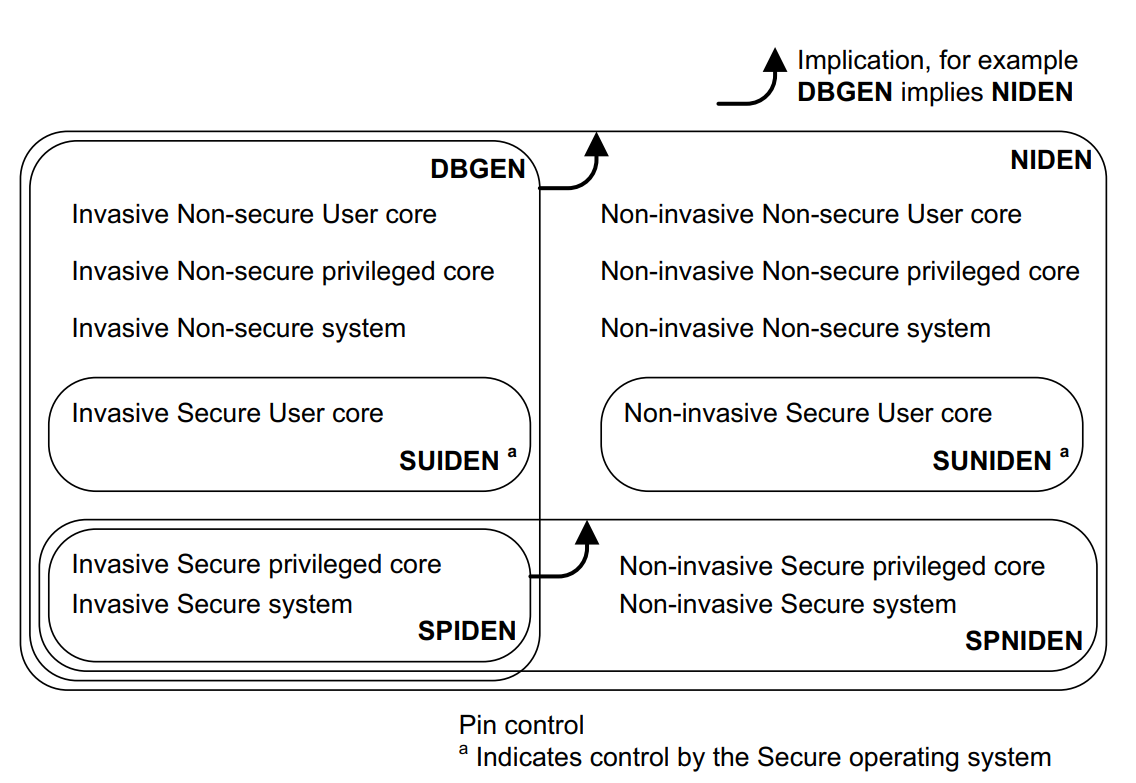 Implication, for example
DBGEN implies NIDEN
DBGEN
NIDEN
Invasive Non-secure User core
Non-invasive Non-secure User core
Invasive Non-secure privileged core
Non-invasive Non-secure privileged core
Invasive Non-secure system
Non-invasive Non-secure system
Invasive Secure User core
Non-invasive Secure User core
SUIDEN a
SUNIDEN a
Invasive Secure privileged core
Non-invasive Secure privileged core
Invasive Secure system
Non-invasive Secure system
SPIDEN
SPNIDEN
Pin control
a Indicates control by the Secure operating system